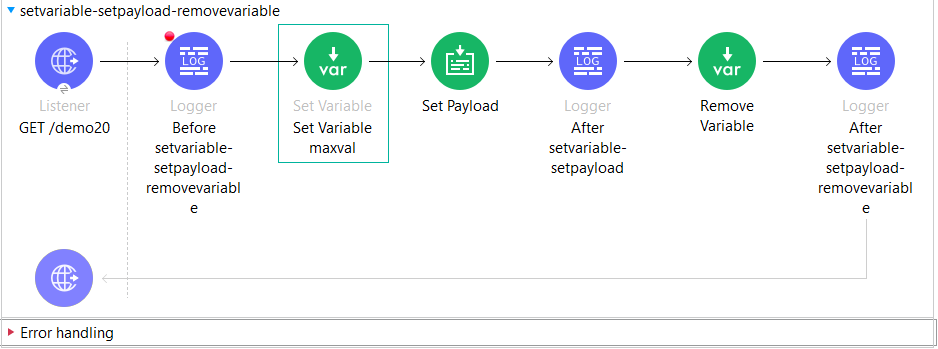 setvariable-setpayload-removevariable
LOG
var
LOG
var
LOG
Listener
GET /demo20
Logger
Before
setvariable-
setpayload-
removevariabl
e
Set Variable
Set Variable
maxval
Set Payload
Logger
After
setvariable-
setpayload
Remove
Variable
Logger
After
setvariable-
setpayload-
removevariabl
e
Error handling